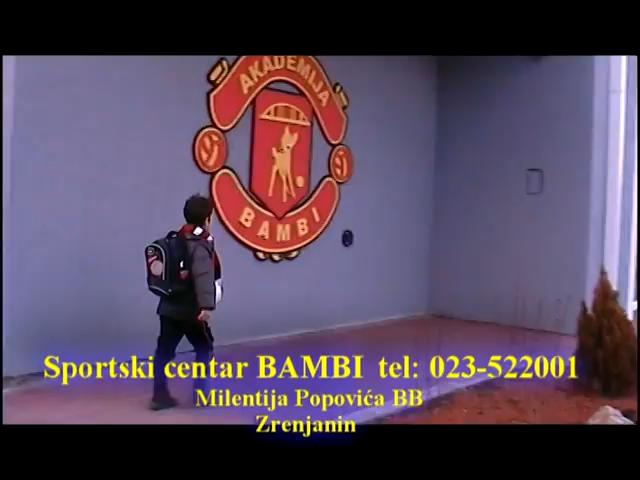 AKADEMIJA
BAMBI
Sportski centar BAMBI tel: 023-522001
Milentija Popovića BB
Zrenjanin